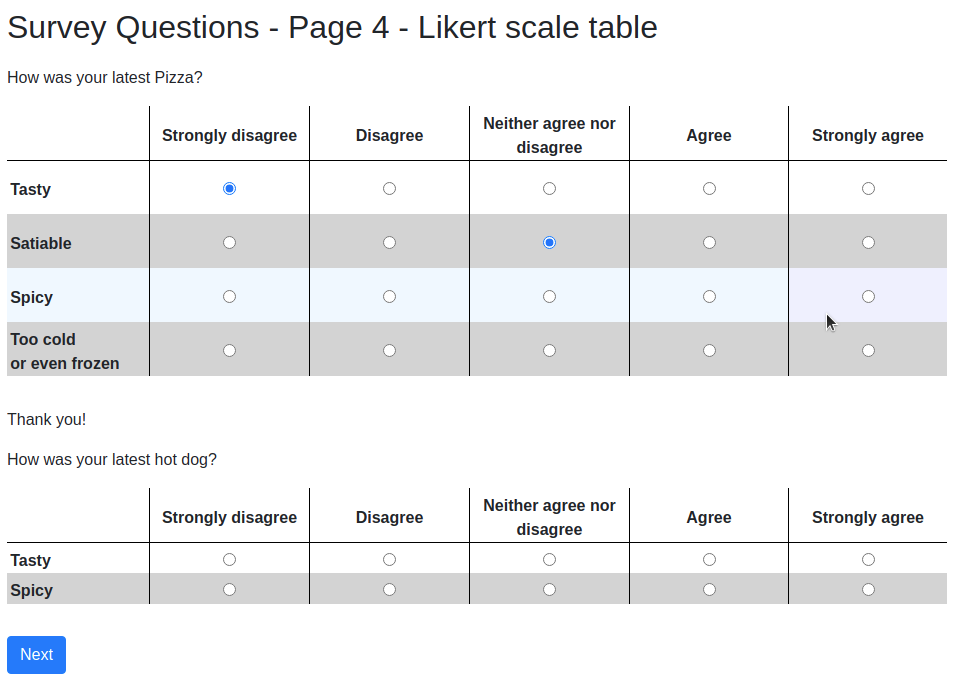 Survey Questions - Page 4 - Likert scale table
How was your latest Pizza?
Strongly disagree Disagree Neither agree nor disagree Agree Strongly agree
Tasty
Satiable
Spicy
Too cold
or even frozen
Thank you!
How was your latest hot dog?
Strongly disagree Disagree Neither agree nor disagree Agree Strongly agree
Tasty
Spicy
Next